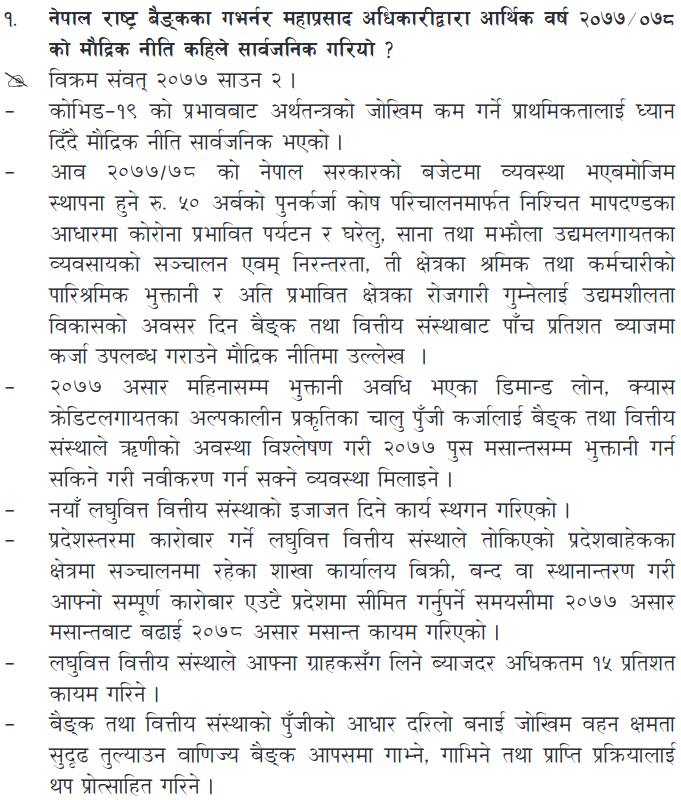 १. नेपाल राष्ट्र बैङ्कका गभर्नर महाप्रसाद अधिकारीद्वारा आर्थिक वर्ष २०७७/०७८
को मौद्रिक नीति कहिले सार्वजनिक गरियो ?
विक्रम संवत् २०७७ साउन २ ।
- कोभिड-१९ को प्रभावबाट अर्थतन्त्रको जोखिम कम गर्ने प्राथमिकतालाई ध्यान
दिँदै मौद्रिक नीति सार्वजनिक भएको ।
- आव २०७७/७८ को नेपाल सरकारको बजेटमा व्यवस्था भएबमोजिम
स्थापना हुने रु. ५० अर्बको पुनर्कर्जा कोष परिचालनमार्फत निश्चित मापदण्डका
आधारमा कोरोना प्रभावित पर्यटन र घरेलु, साना तथा मझौला उद्यमलगायतका
व्यवसायको सञ्चालन एवम् निरन्तरता, ती क्षेत्रका श्रमिक तथा कर्मचारीको
पारिश्रमिक भुक्तानी र अति प्रभावित क्षेत्रका रोजगारी गुम्नेलाई उद्यमशीलता
विकासको अवसर दिन बैङ्क तथा वित्तीय संस्थाबाट पाँच प्रतिशत ब्याजमा
कर्जा उपलब्ध गराउने मौद्रिक नीतिमा उल्लेख ।
- २०७७ असार महिनासम्म भुक्तानी अवधि भएका डिमान्ड लोन, क्यास
क्रेडिटलगायतका अल्पकालीन प्रकृतिका चालु पुँजी कर्जालाई बैङ्क तथा वित्तीय
संस्थाले ऋणीको अवस्था विश्लेषण गरी २०७७ पुस मसान्तसम्म भुक्तानी गर्न
सकिने गरी नवीकरण गर्न सक्ने व्यवस्था मिलाइने ।
- नयाँ लघुवित्त वित्तीय संस्थाको इजाजत दिने कार्य स्थगन गरिएको ।
- प्रदेशस्तरमा कारोबार गर्ने लघुवित्त वित्तीय संस्थाले तोकिएको प्रदेशबाहेकका
क्षेत्रमा सञ्चालनमा रहेका शाखा कार्यालय बिक्री, बन्द वा स्थानान्तरण गरी
आफ्नो सम्पूर्ण कारोबार एउटै प्रदेशमा सीमित गर्नुपर्ने समयसीमा २०७७ असार
मसान्तबाट बढाई २०७८ असार मसान्त कायम गरिएको ।
- लघुवित्त वित्तीय संस्थाले आफ्ना ग्राहकसँग लिने ब्याजदर अधिकतम १५ प्रतिशत
कायम गरिने ।
- बैङ्क तथा वित्तीय संस्थाको पुँजीको आधार दरिलो बनाई जोखिम वहन क्षमता
सुदृढ तुल्याउन वाणिज्य बैङ्क आपसमा गाभ्ने, गाभिने तथा प्राप्ति प्रक्रियालाई
थप प्रोत्साहित गरिने ।